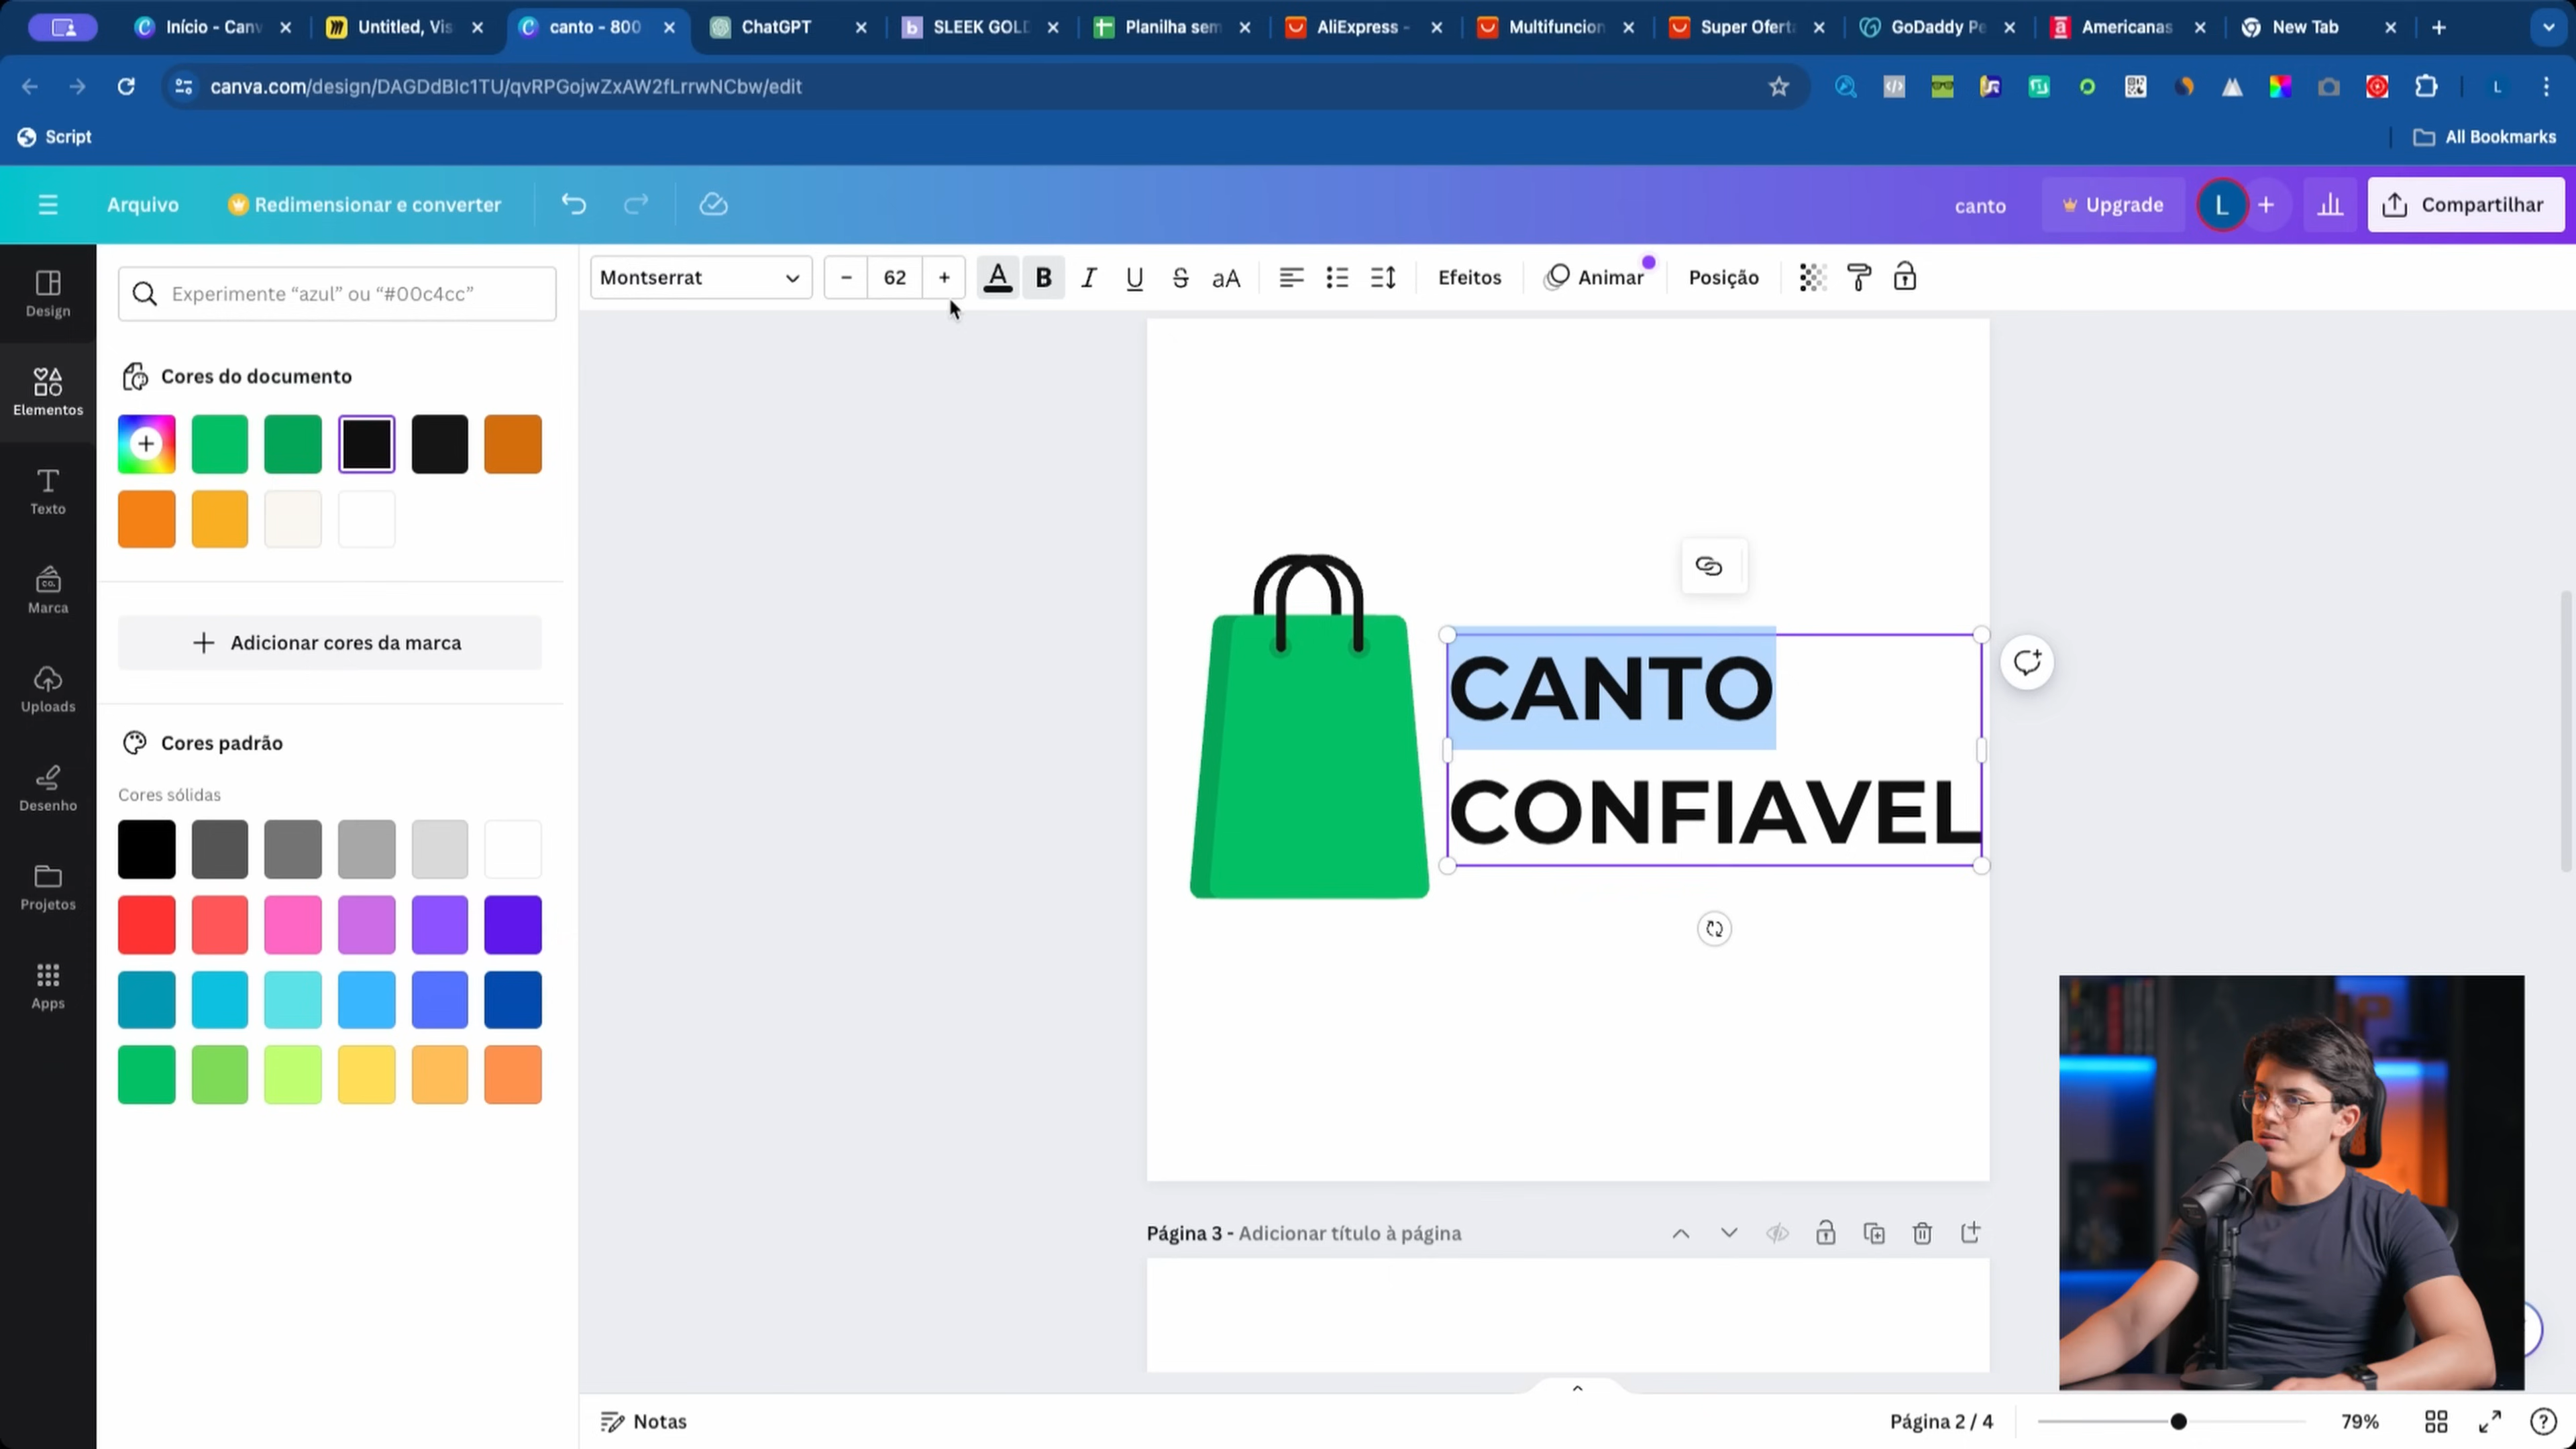 Início - Canv
Untitled, Vis
canto - 800
ChatGPT
SLEEK GOLD
Planilha sem
AliExpress -
Multifuncion
Super Oferta
GoDaddy Pe
Americanas
New Tab
canva.com/design/DAGDdBIc1TU/qvRPGojwZxAW2fLrrwNCbw/edit
L
Script
All Bookmarks
Arquivo
Redimensionar e converter
canto
Upgrade
L
Compartilhar
Design
Elementos
Texto
Marca
Uploads
Desenho
Projetos
Apps
Experimente “azul” ou “#00c4cc”
Cores do documento
Adicionar cores da marca
Cores padrão
Cores sólidas
Montserrat
62
A B I U S aA
Efeitos
Animar
Posição
CANTO
CONFIAVEL
Página 3 - Adicionar título à página
Notas
Página 2 / 4
79%